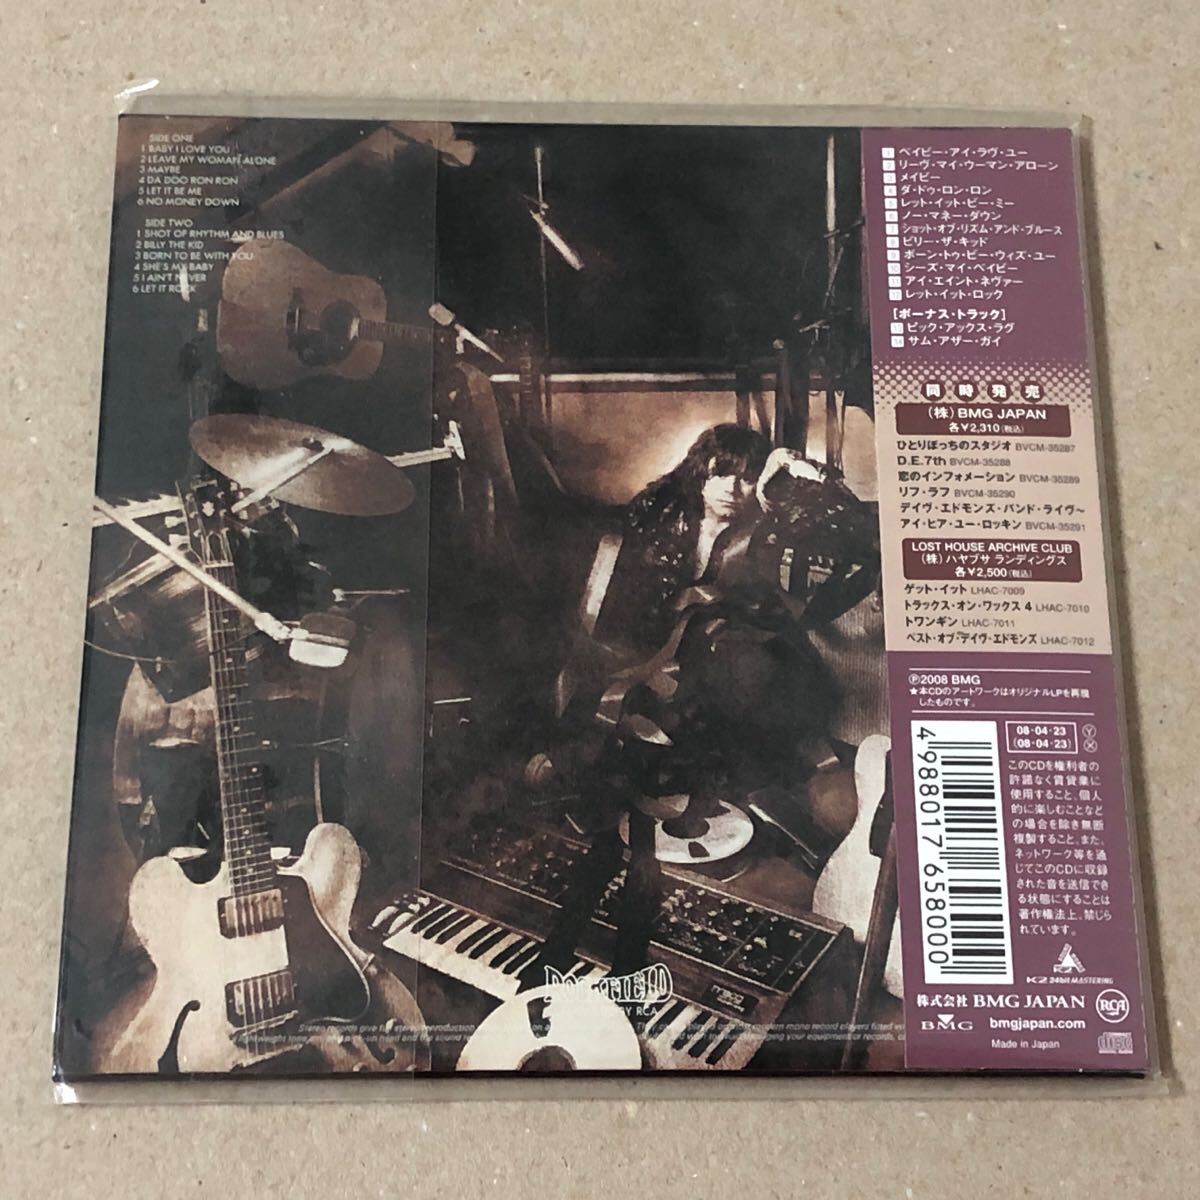 SIDE ONE
1 BABY I LOVE YOU
2 LEAVE MY WOMAN ALONE
3 MAYBE
4 DA DOO RON RON
5 LET IT BE ME
6 NO MONEY DOWN
SIDE TWO
1 SHOT OF RHYTHM AND BLUES
2 BILLY THE KID
3 BORN TO BE WITH YOU
4 SHE'S MY BABY
5 I AIN'T NEVER
6 LET IT ROCK
1 ベイビー・アイ・ラヴ・ユー
2 リーヴ・マイ・ウーマン・アローン
3 メイビー
4 ダ・ドゥ・ロン・ロン
5 レット・イット・ビー・ミー
6 ノー・マネー・ダウン
7 ショット・オブ・リズム・アンド・ブルース
8 ビリー・ザ・キッド
9 ボーン・トゥ・ビー・ウィズ・ユー
10 シーズ・マイ・ベイビー
11 アイ・エイント・ネヴァー
12 レット・イット・ロック
[ボーナス・トラック]
13 ピック・アックス・ラグ
14 サム・アザー・ガイ
同時発売
(株)BMG JAPAN
各¥2,310(税込)
ひとりぼっちのスタジオ BVCM-35287
D.E.7th BVCM-35288
恋のインフォメーション BVCM-35289
リフ・ラフ BVCM-35290
デイヴ・エドモンズ・バンド・ライヴ〜
アイ・ヒア・ユー・ロッキン BVCM-35291
LOST HOUSE ARCHIVE CLUB
(株)ハヤブサ ランディングス
各¥2,500(税込)
ゲット・イット LHAC-7009
トラックス・オン・ワックス 4 LHAC-7010
トワンギン LHAC-7011
ベスト・オブ・デイヴ・エドモンズ LHAC-7012
Ⓟ2008 BMG
★本CDのアートワークはオリジナルLPを再現
したものです。
08·04·23 Ⓨ
(08·04·23) Ⓧ
4988017658000
このCDを権利者の
許諾なく賃貸業に
使用すること、個人
的に楽しむことなど
の場合を除き無断
複製すること、また、
ネットワーク等を通
じてこのCDに収録
された音を送信でき
る状態にすることは
著作権法上、禁じら
れています。
K2 24bit MASTERING
株式会社 BMG JAPAN
RCA
BMG bmgjapan.com
Made in Japan
ROCKFIELD
BY RCA
moog